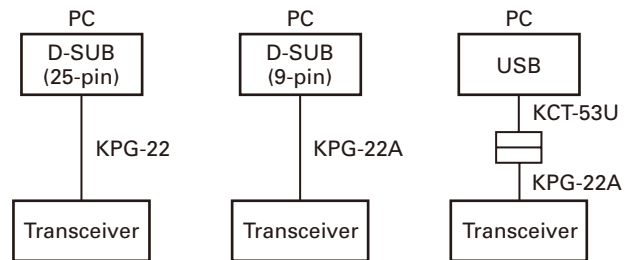 PC
D-SUB
(25-pin)
KPG-22
Transceiver
PC
D-SUB
(9-pin)
KPG-22A
Transceiver
PC
USB
KCT-53U
KPG-22A
Transceiver